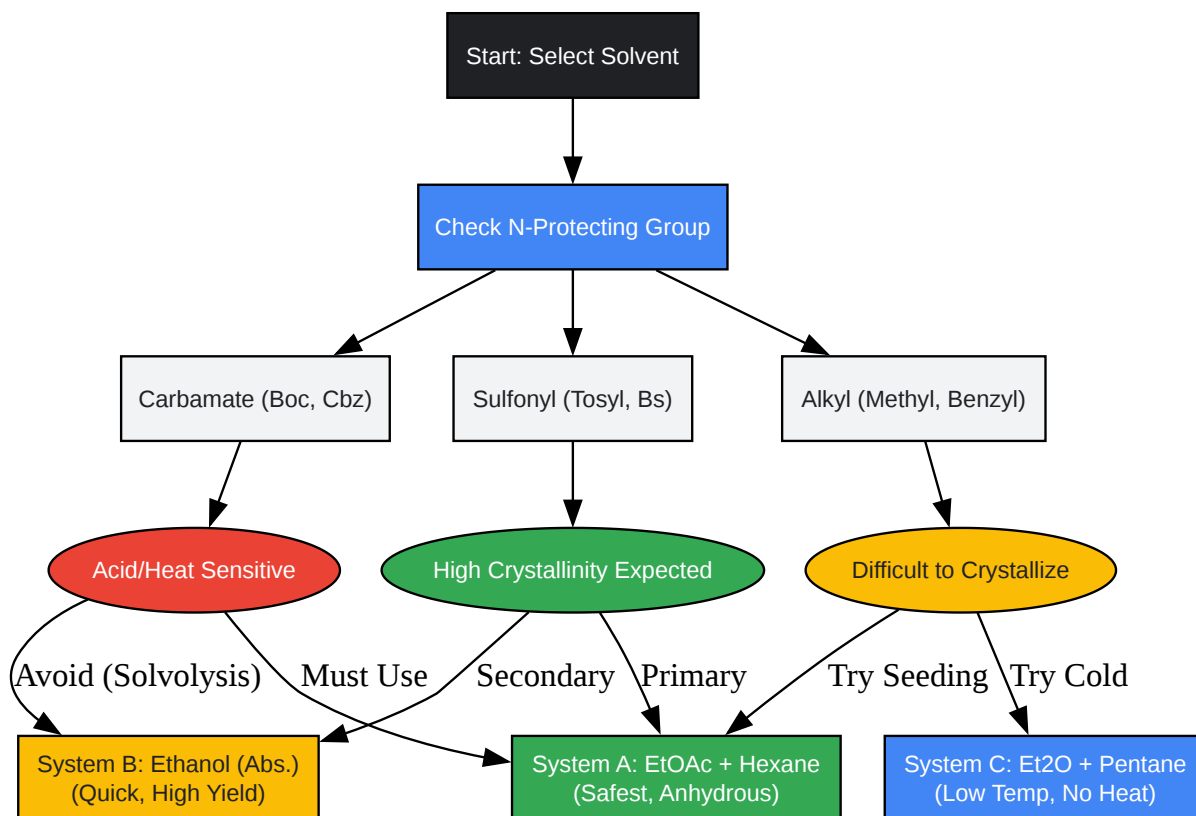 Start: Select Solvent
Check N-Protecting Group
Carbamate (Boc, Cbz)
Sulfonyl (Tosyl, Bs)
Alkyl (Methyl, Benzyl)
Acid/Heat Sensitive
High Crystallinity Expected
Difficult to Crystallize
Avoid (Solvolysis)
Must Use
Secondary
Primary
Try Seeding
Try Cold
System B: Ethanol (Abs.)
(Quick, High Yield)
System A: EtOAc + Hexane
(Safest, Anhydrous)
System C: Et2O + Pentane
(Low Temp, No Heat)